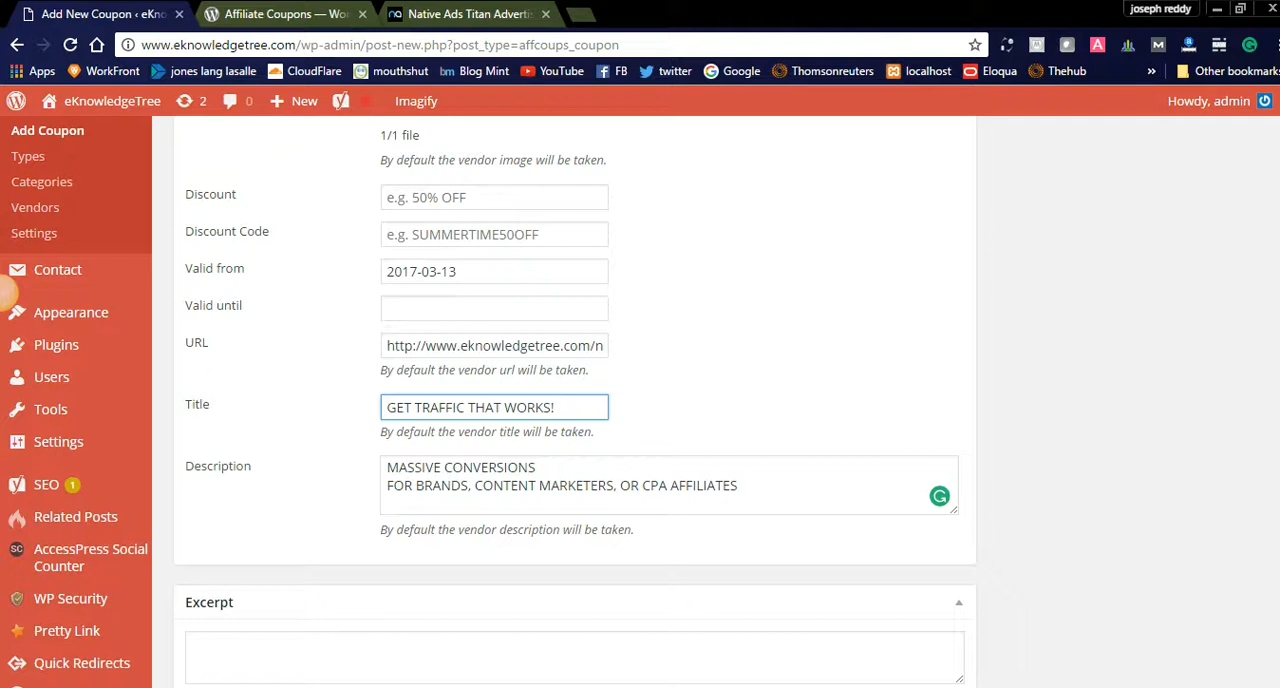 joseph reddy
Add New Coupon ‹ eKno
Affiliate Coupons — Wo
Native Ads Titan Adverti
www.eknowledgetree.com/wp-admin/post-new.php?post_type=affcoups_coupon
Apps
WorkFront
jones lang lasalle
CloudFlare
mouthshut
bm Blog Mint
YouTube
FB
twitter
Google
Thomsonreuters
localhost
Eloqua
Thehub
»
Other bookmark
eKnowledgeTree
2
0
New
Imagify
Howdy, admin
Add Coupon
Types
Categories
Vendors
Settings
Contact
Appearance
Plugins
Users
Tools
Settings
SEO 1
Related Posts
SC AccessPress Social
Counter
WP Security
Pretty Link
Quick Redirects
1/1 file
By default the vendor image will be taken.
Discount
e.g. 50% OFF
Discount Code
e.g. SUMMERTIME50OFF
Valid from
2017-03-13
Valid until
URL
http://www.eknowledgetree.com/n
By default the vendor url will be taken.
Title
GET TRAFFIC THAT WORKS!
By default the vendor title will be taken.
Description
MASSIVE CONVERSIONS
FOR BRANDS, CONTENT MARKETERS, OR CPA AFFILIATES
By default the vendor description will be taken.
Excerpt